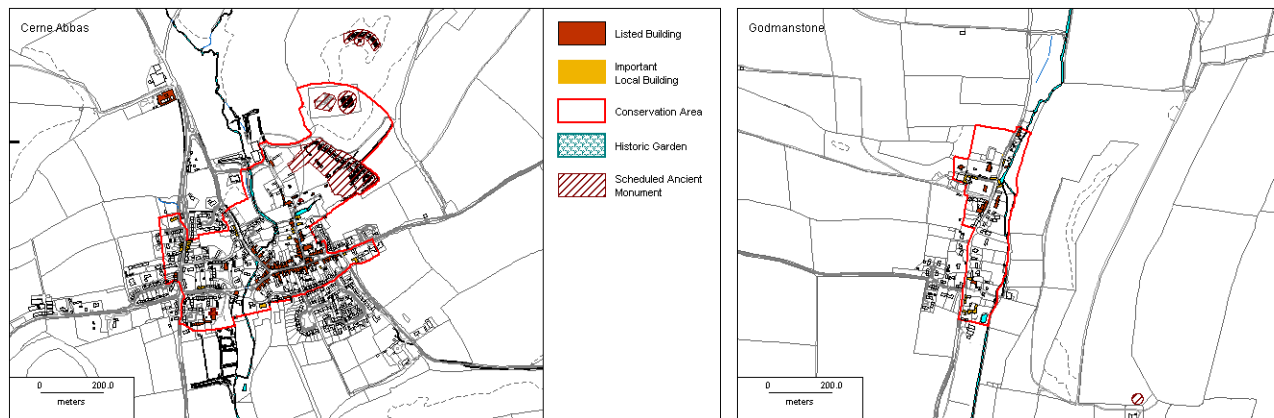 Cerne Abbas
Listed Building
Important
Local Building
Conservation Area
Historic Garden
Scheduled Ancient
Monument
0 200.0
meters
Godmanstone
0 200.0
meters